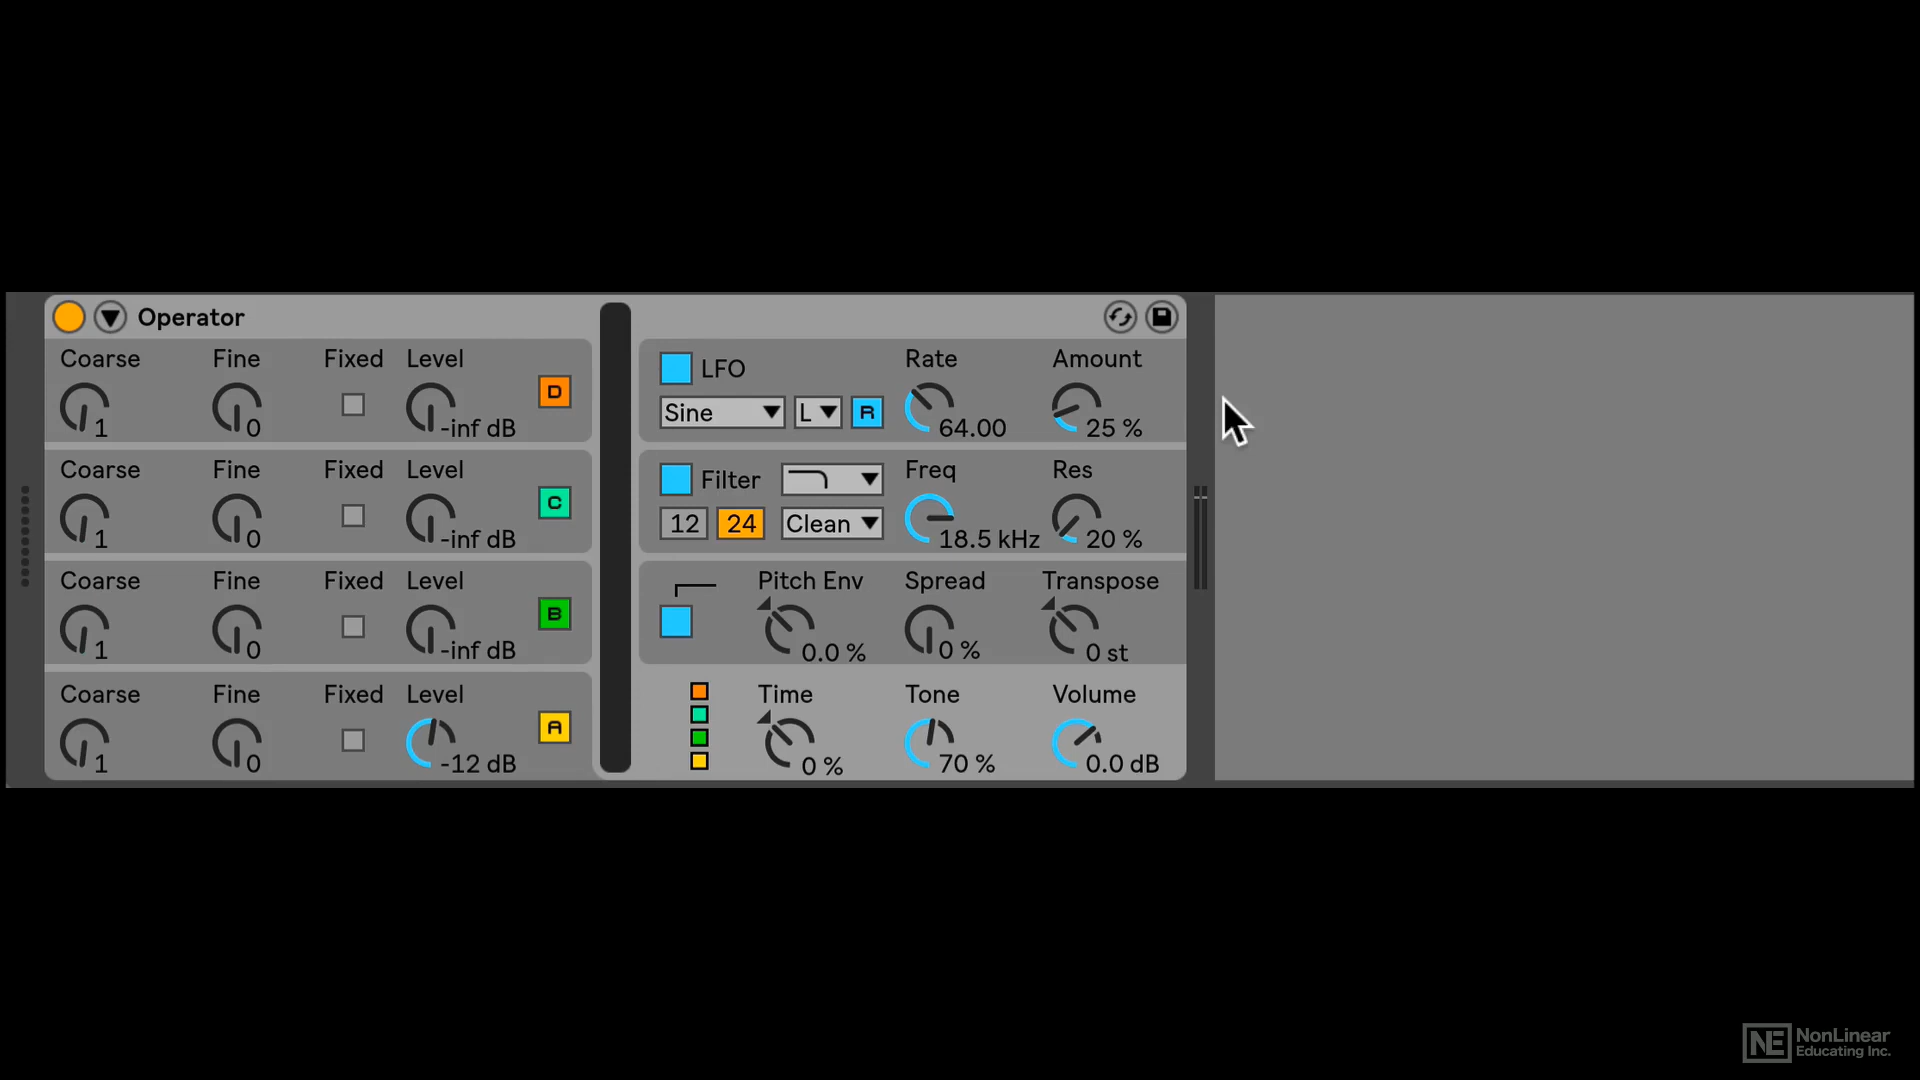 Operator
Coarse Fine Fixed Level
1 0 -inf dB D
Coarse Fine Fixed Level
1 0 -inf dB C
Coarse Fine Fixed Level
1 0 -inf dB B
Coarse Fine Fixed Level
1 0 -12 dB A
LFO Rate Amount
Sine L R 64.00 25 %
Filter Freq Res
12 24 Clean 18.5 kHz 20 %
Pitch Env Spread Transpose
0.0 % 0 % 0 st
Time Tone Volume
0 % 70 % 0.0 dB
NE NonLinear
Educating Inc.